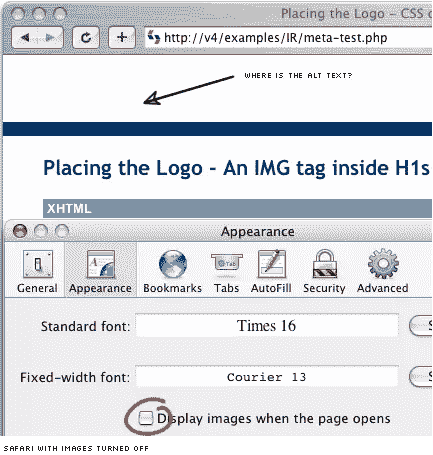 Placing the Logo – CSS
http://v4/examples/IR/meta-test.php
WHERE IS THE ALT TEXT?
Placing the Logo - An IMG tag inside H1s
XHTML
Appearance
General Appearance Bookmarks Tabs AutoFill Security Advanced
Standard font: Times 16
Fixed-width font: Courier 13
Display images when the page opens
SAFARI WITH IMAGES TURNED OFF